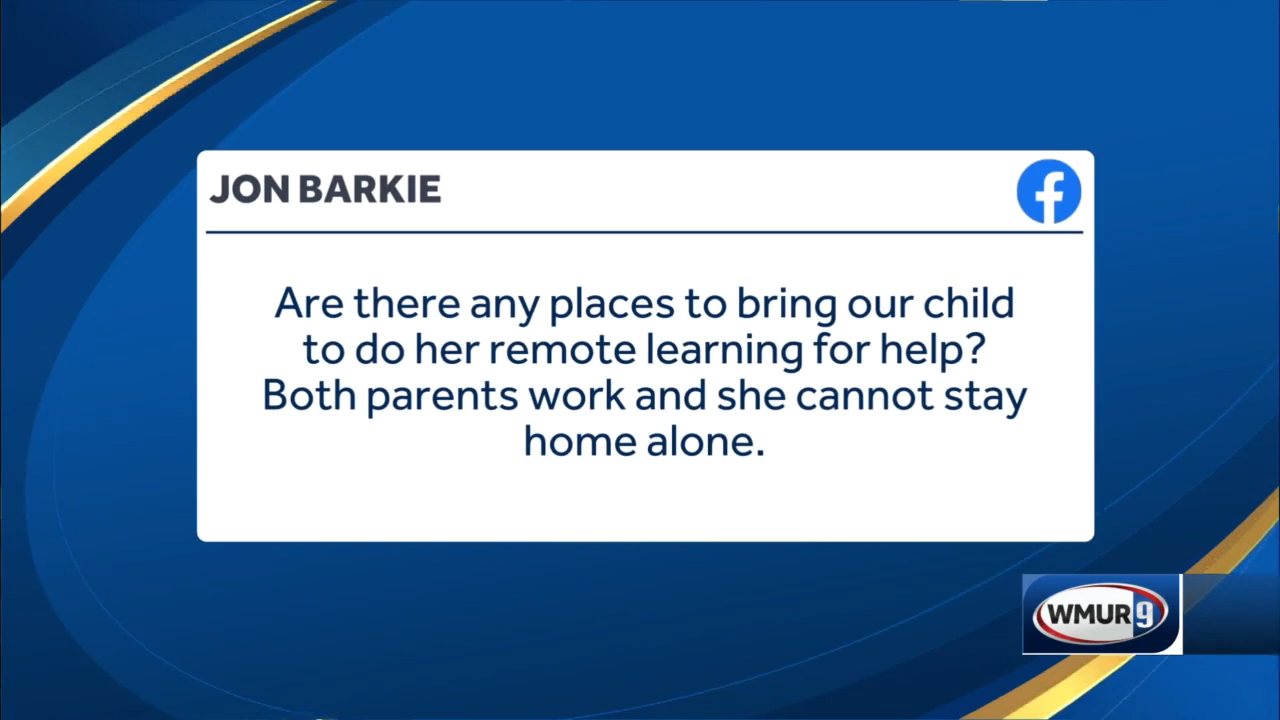 JON BARKIE
Are there any places to bring our child
to do her remote learning for help?
Both parents work and she cannot stay
home alone.
WMUR9